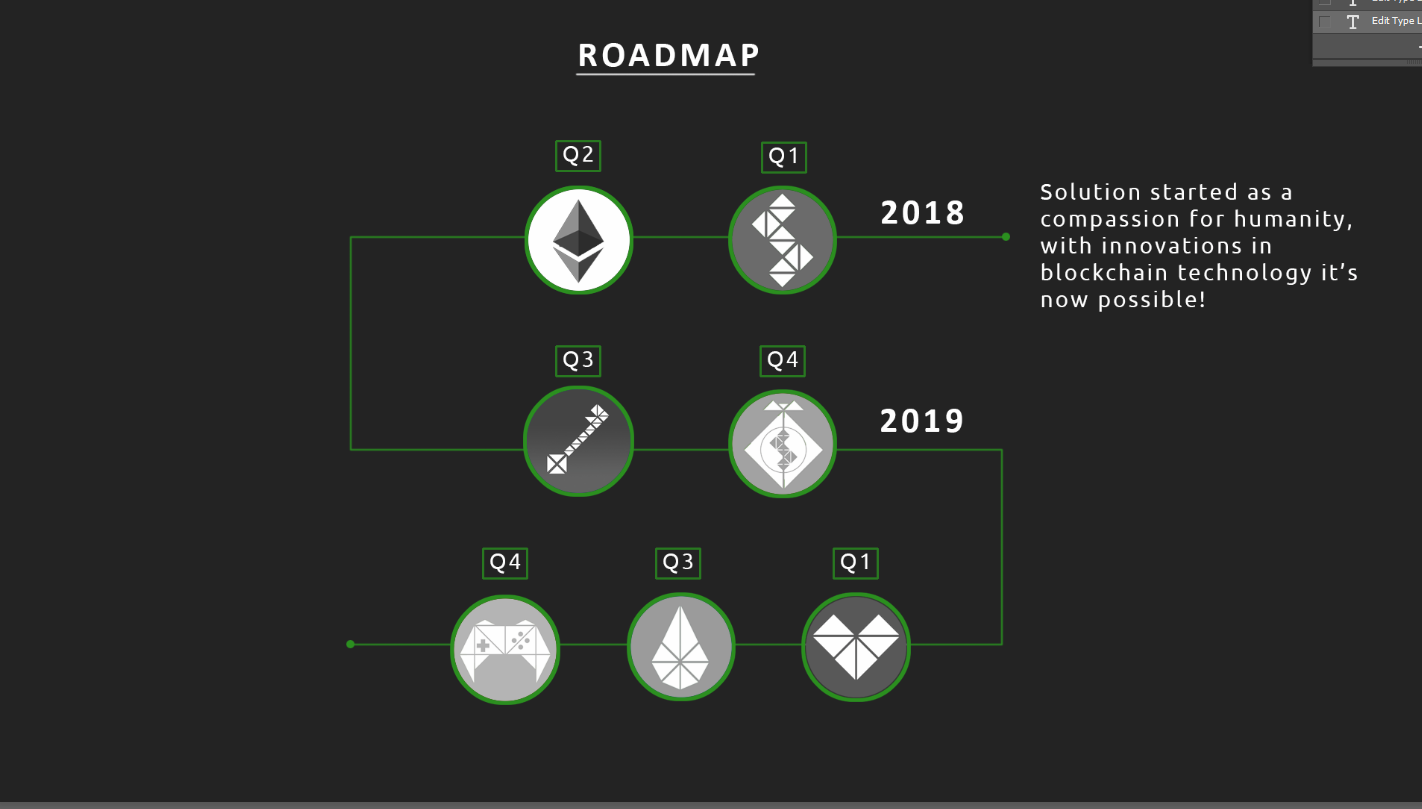 Edit Type L
ROADMAP
Q2
Q1
2018
Solution started as a
compassion for humanity,
with innovations in
blockchain technology it's
now possible!
Q3
Q4
2019
Q4
Q3
Q1